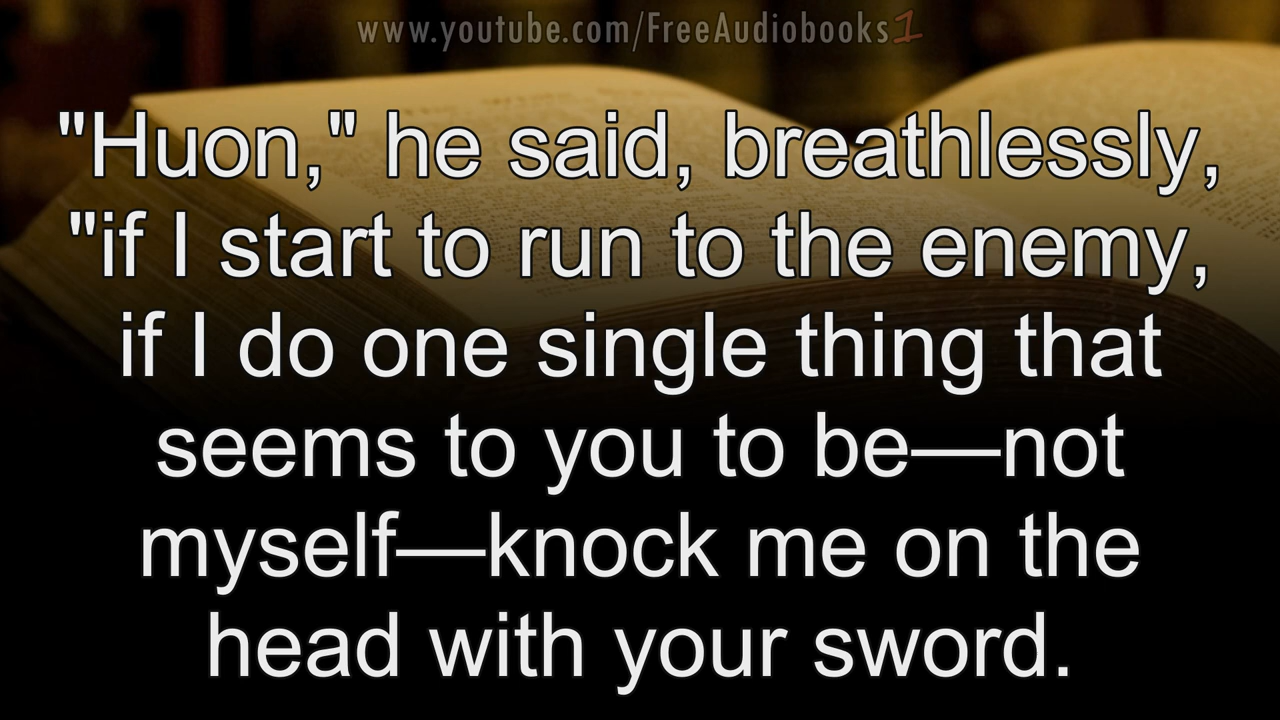 www.youtube.com/FreeAudiobooks1
"Huon," he said, breathlessly,
"if I start to run to the enemy,
if I do one single thing that
seems to you to be—not
myself—knock me on the
head with your sword.